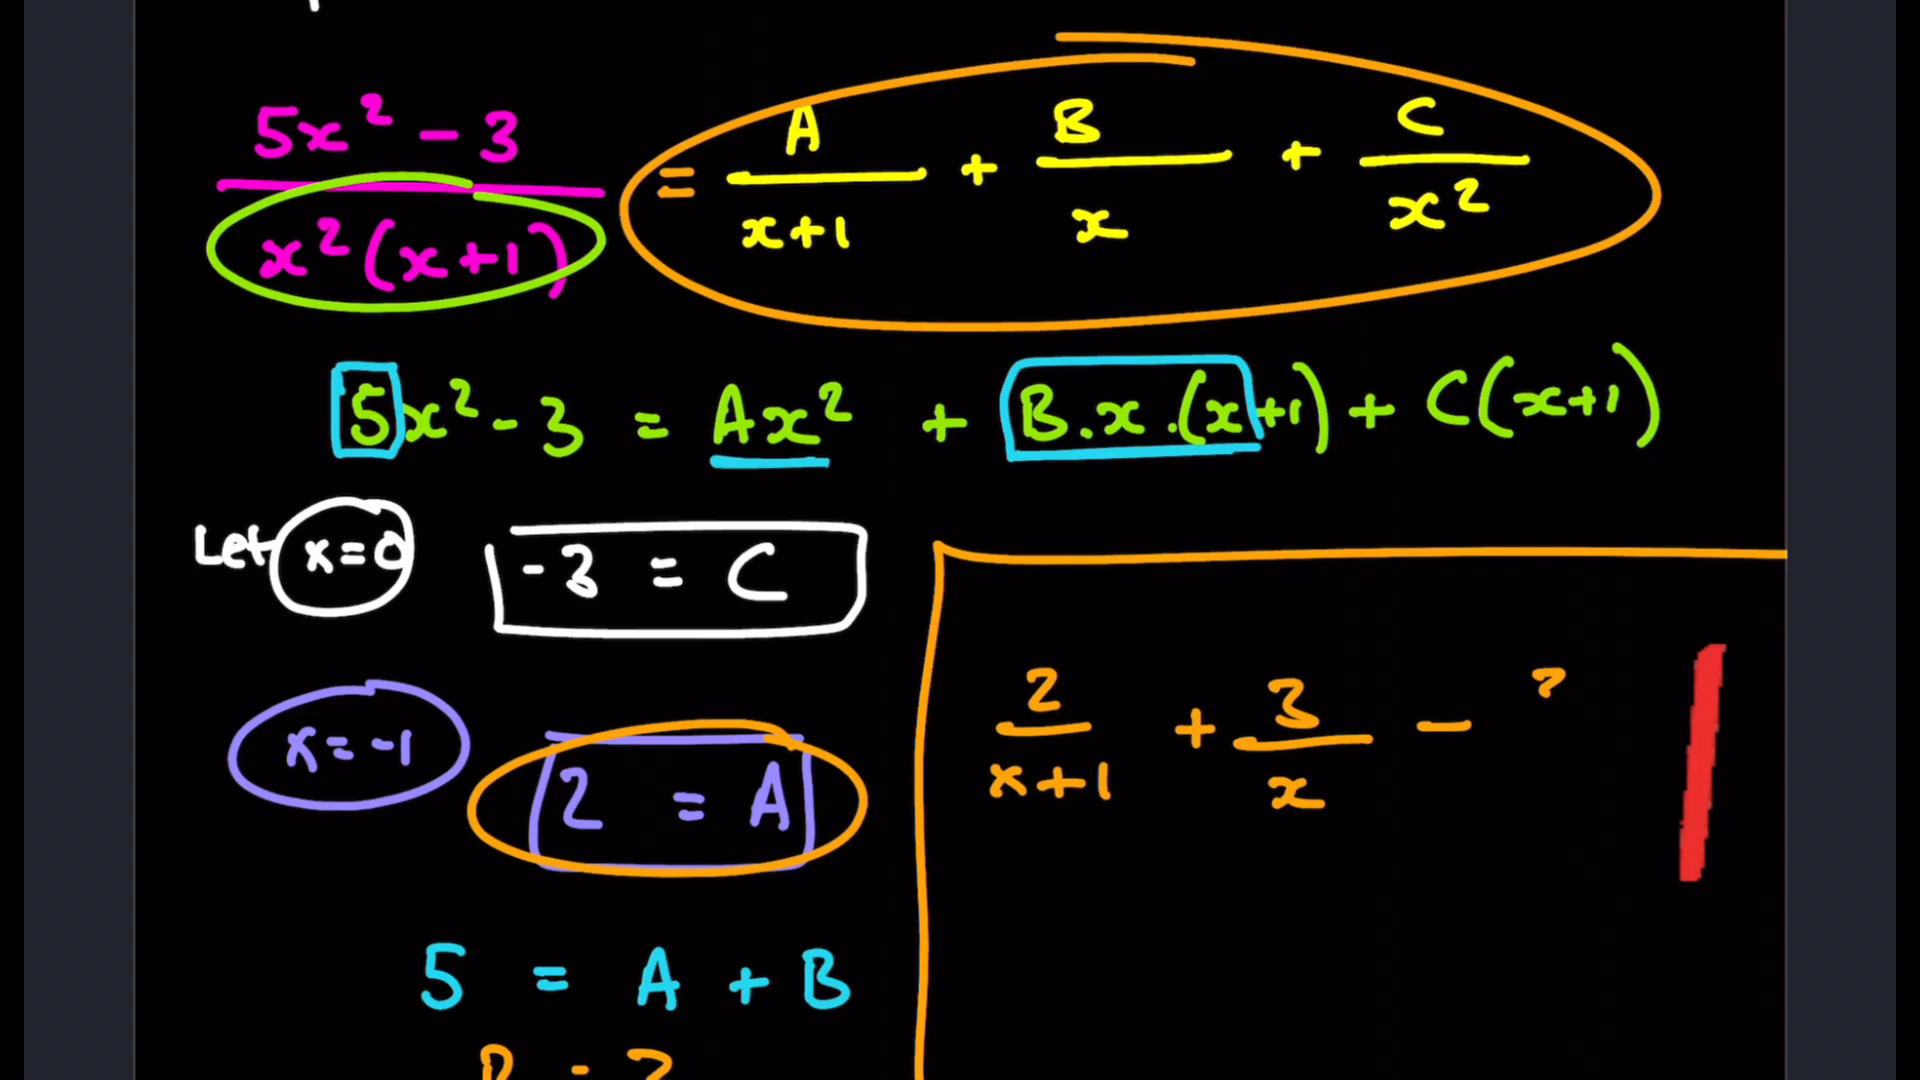 5x² - 3 / x²(x+1) = A / x+1 + B / x + C / x²
5x² - 3 = Ax² + B.x.(x+1) + C(x+1)
Let x=0 -3 = C
x=-1 2 = A
2 / x+1 + 3 / x -
5 = A + B